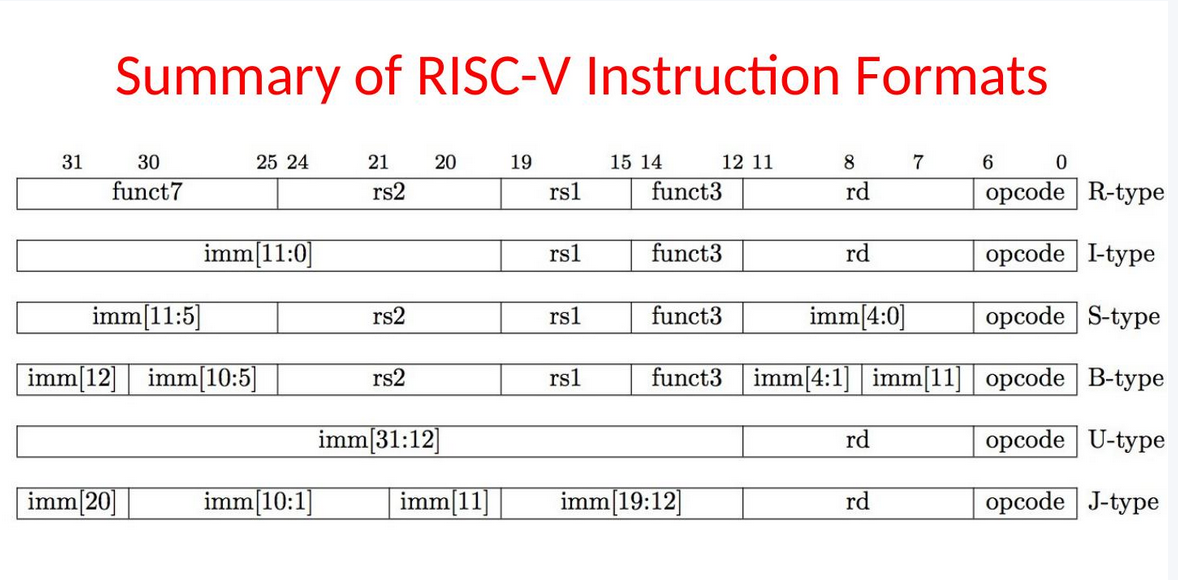 Summary of RISC-V Instruction Formats
31 30 25 24 21 20 19 15 14 12 11 8 7 6 0
funct7 rs2 rs1 funct3 rd opcode R-type
imm[11:0] rs1 funct3 rd opcode I-type
imm[11:5] rs2 rs1 funct3 imm[4:0] opcode S-type
imm[12] imm[10:5] rs2 rs1 funct3 imm[4:1] imm[11] opcode B-type
imm[31:12] rd opcode U-type
imm[20] imm[10:1] imm[11] imm[19:12] rd opcode J-type